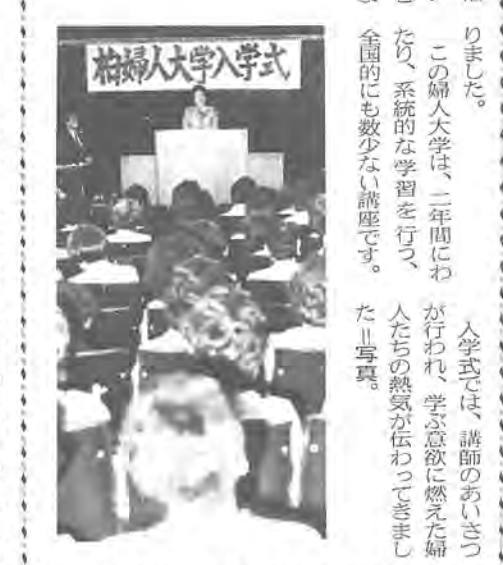 りました。
この婦人大学は、二年間にわ
たり、系統的な学習を行う、
全国的にも数少ない講座です。
入学式では、講師のあいさつ
が行われ、学ぶ意欲に燃えた婦
人たちの熱気が伝わってきまし
た＝写真。
柏婦人大学入学式